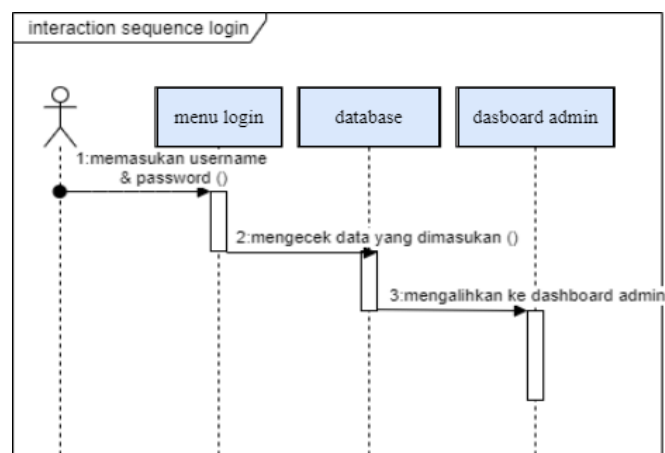 interaction sequence login
menu login
database
dasboard admin
1:memasukan username
& password ()
2:mengecek data yang dimasukan ()
3:mengalihkan ke dashboard admin